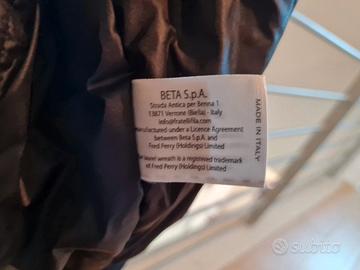 BETA S.p.A.
Strada Antica per Benna 1
13871 Verrone (Biella) - Italy
info@fratellifila.com
manufactured under a Licence Agreement
between Beta S.p.A. and
Fred Perry (Holdings) Limited
laurel wreath is a registered trademark
of Fred Perry (Holdings) Limited
MADE IN ITALY
subito